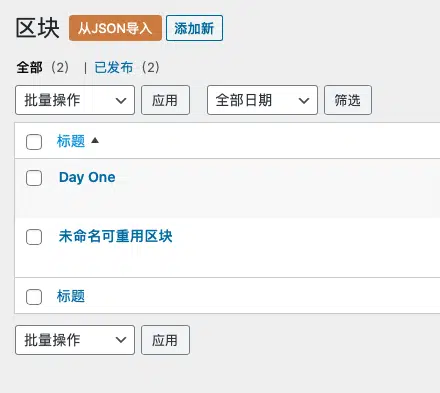 区块 从JSON导入 添加新
全部 (2) | 已发布 (2)
批量操作 应用 全部日期 筛选
标题
Day One
未命名可重用区块
标题
批量操作 应用